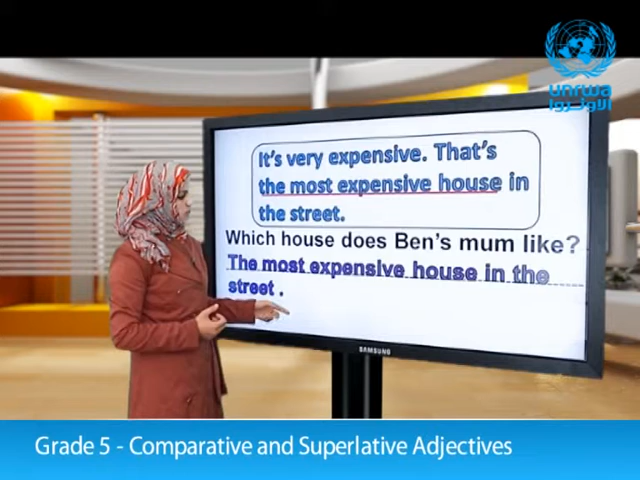 unrwa
الأونروا
It's very expensive. That's
the most expensive house in
the street.
Which house does Ben's mum like?
The most expensive house in the
street .
SAMSUNG
Grade 5 - Comparative and Superlative Adjectives